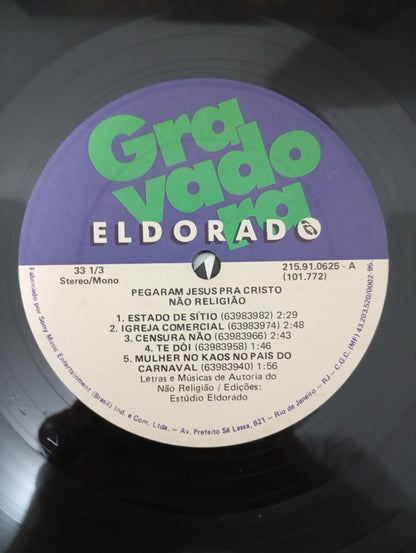 Gra
vado
ra
ELDORADO
33 1/3
Stereo/Mono
215.91.0625 - A
(101.772)
PEGARAM JESUS PRA CRISTO
NÃO RELIGIÃO
1. ESTADO DE SÍTIO (63983982) 2:29
2. IGREJA COMERCIAL (63983974) 2:48
3. CENSURA NÃO (63983966) 2:43
4. TE DÓI (63983958) 1:46
5. MULHER NO KAOS NO PAIS DO
CARNAVAL (63983940) 1:56
Letras e Músicas de Autoria do
Não Religião / Edições:
Estúdio Eldorado
Fabricado por Sony Music Entertainment (Brasil) Ind. e Com. Ltda. - Av. Prefeito Sá Lessa, 621 - Rio de Janeiro - RJ - C.G.C. (MF) 43.203.520/0002-95.